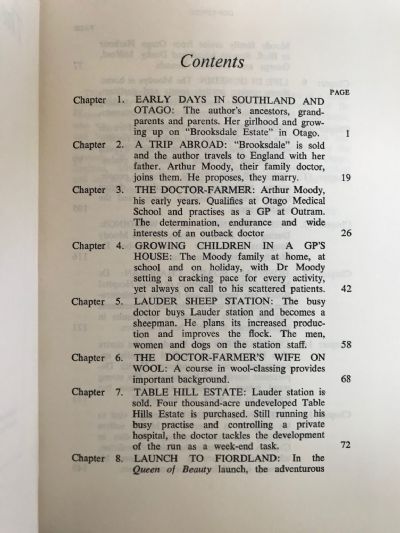 Contents
PAGE
Chapter 1. EARLY DAYS IN SOUTHLAND AND
OTAGO: The author's ancestors, grand-
parents and parents. Her girlhood and grow-
ing up on "Brooksdale Estate" in Otago. 1
Chapter 2. A TRIP ABROAD: "Brooksdale" is sold
and the author travels to England with her
father. Arthur Moody, their family doctor,
joins them. He proposes, they marry. 19
Chapter 3. THE DOCTOR-FARMER: Arthur Moody,
his early years. Qualifies at Otago Medical
School and practises as a GP at Outram.
The determination, endurance and wide
interests of an outback doctor 26
Chapter 4. GROWING CHILDREN IN A GP'S
HOUSE: The Moody family at home, at
school and on holiday, with Dr Moody
setting a cracking pace for every activity,
yet always on call to his scattered patients. 42
Chapter 5. LAUDER SHEEP STATION: The busy
doctor buys Lauder station and becomes a
sheepman. He plans its increased produc-
tion and improves the flock. The men,
women and dogs on the station staff. 58
Chapter 6. THE DOCTOR-FARMER'S WIFE ON
WOOL: A course in wool-classing provides
important background. 68
Chapter 7. TABLE HILL ESTATE: Lauder station is
sold. Four thousand-acre undeveloped Table
Hills Estate is purchased. Still running his
busy practise and controlling a private
hospital, the doctor tackles the development
of the run as a week-end task. 72
Chapter 8. LAUNCH TO FIORDLAND: In the
Queen of Beauty launch, the adventurous